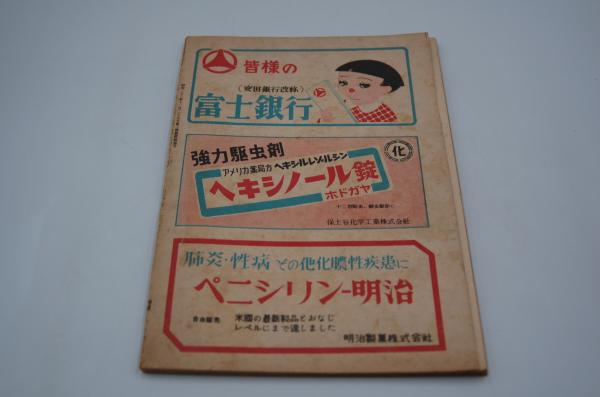 皆様の
(安田銀行改称)
富士銀行
強力駆虫剤
アメリカ薬局方 ヘキシルレゾルシン
ヘキシノール錠
ホドガヤ
化
保土谷化学工業株式会社
肺炎・性病 その他化膿性疾患に
ペニシリン-明治
自由販売
米國の最新製品とおなじ
レベルにまで達しました
明治製菓株式会社